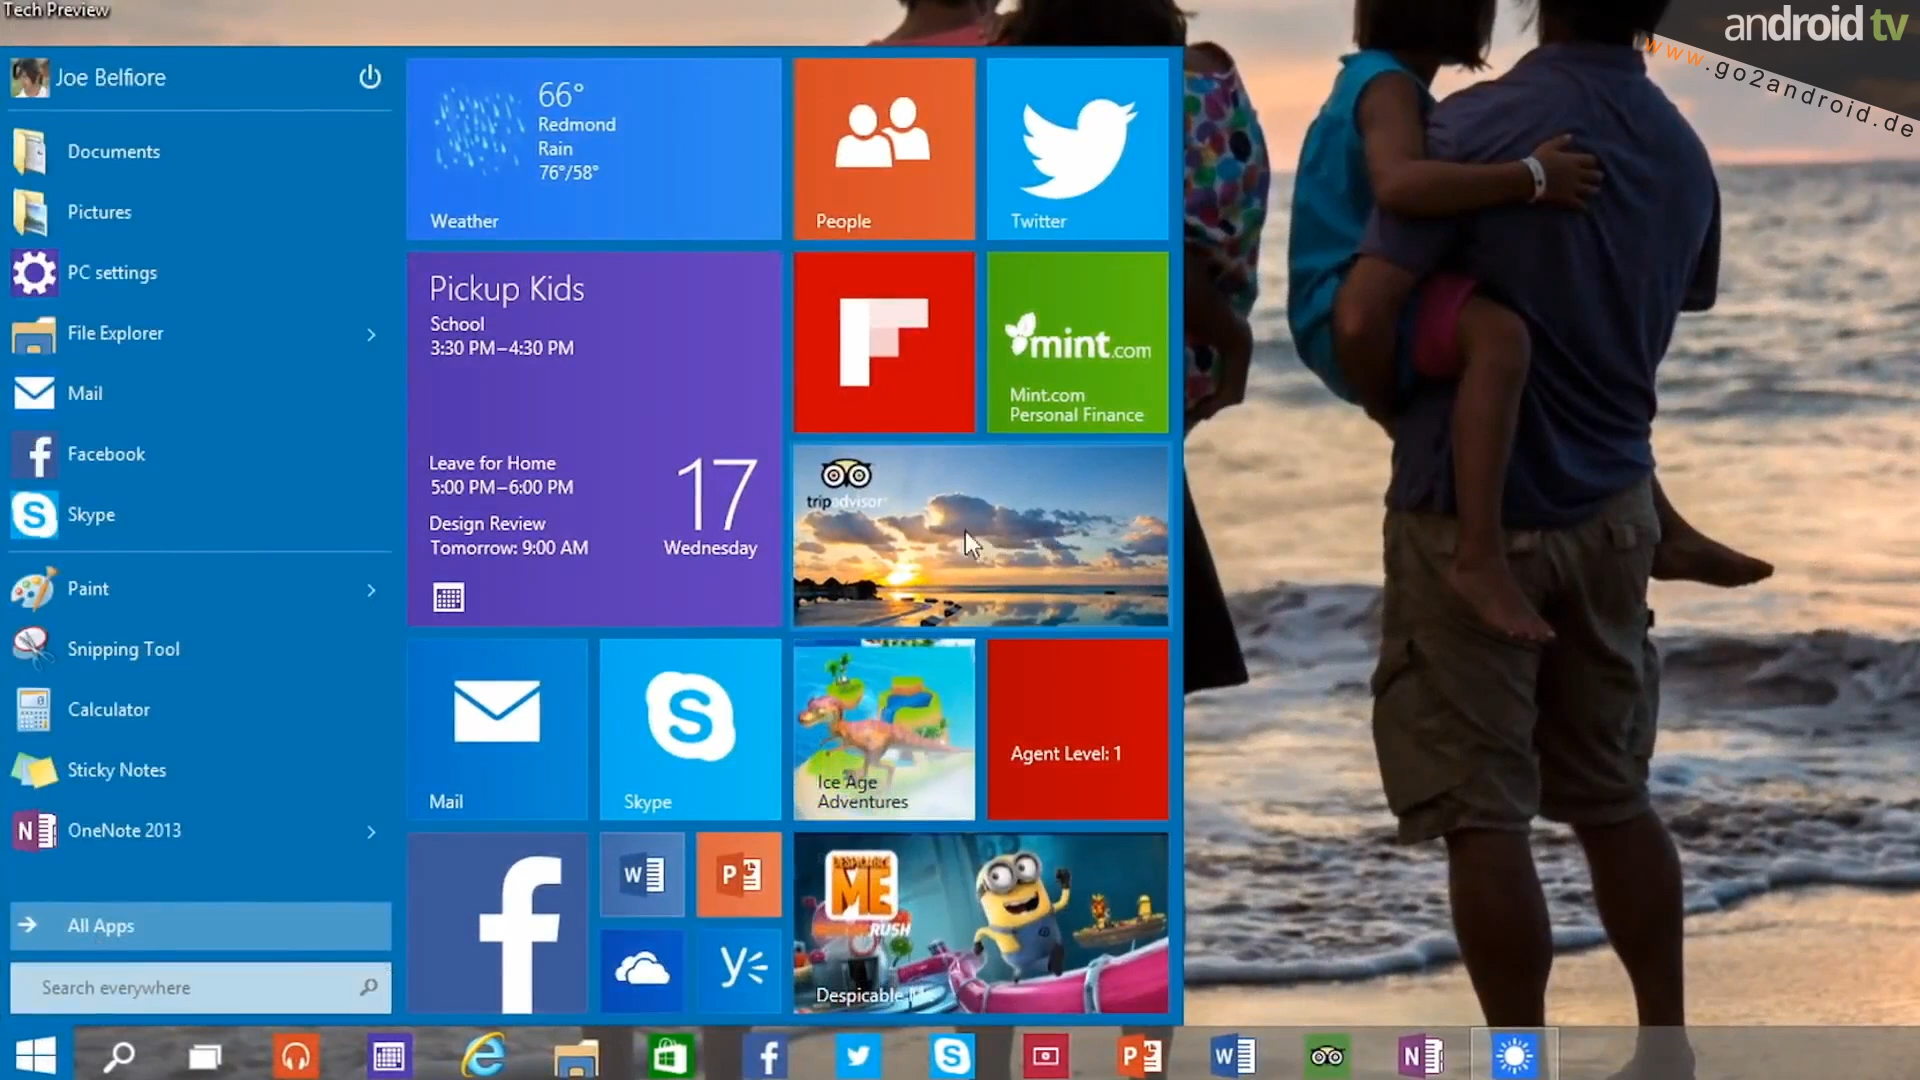 Tech Preview
android tv
www.go2android.de
Joe Belfiore
Documents
Pictures
PC settings
File Explorer
Mail
Facebook
Skype
Paint
Snipping Tool
Calculator
Sticky Notes
N
OneNote 2013
All Apps
Search everywhere
66°
Redmond
Rain
76°/58°
Weather
People
Twitter
Pickup Kids
School
3:30 PM–4:30 PM
Leave for Home
5:00 PM–6:00 PM
Design Review
Tomorrow: 9:00 AM
17
Wednesday
mint.com
Mint.com
Personal Finance
tripadvisor
Mail
Skype
Ice Age
Adventures
Agent Level: 1
W
P
DESPICABLE
ME
RUSH
Despicable
P
W
N